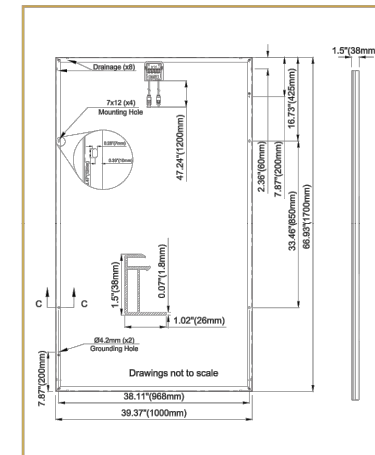 1.5"(38mm
Drainage (x8)
7x12 (x4)
Mounting Hole
47.24"(1200mm)
2.36"(60mm)
7.87"(200mm)
16.73"(425mm)
33.46"(850mm)
66.93"(1700mm)
1.5"(38mm)
0.07"(1.8mm)
1.02"(26mm)
C C
Ø4.2mm (x2)
Grounding Hole
Drawings not to scale
7.87"(200mm)
38.11"(968mm)
39.37"(1000mm)